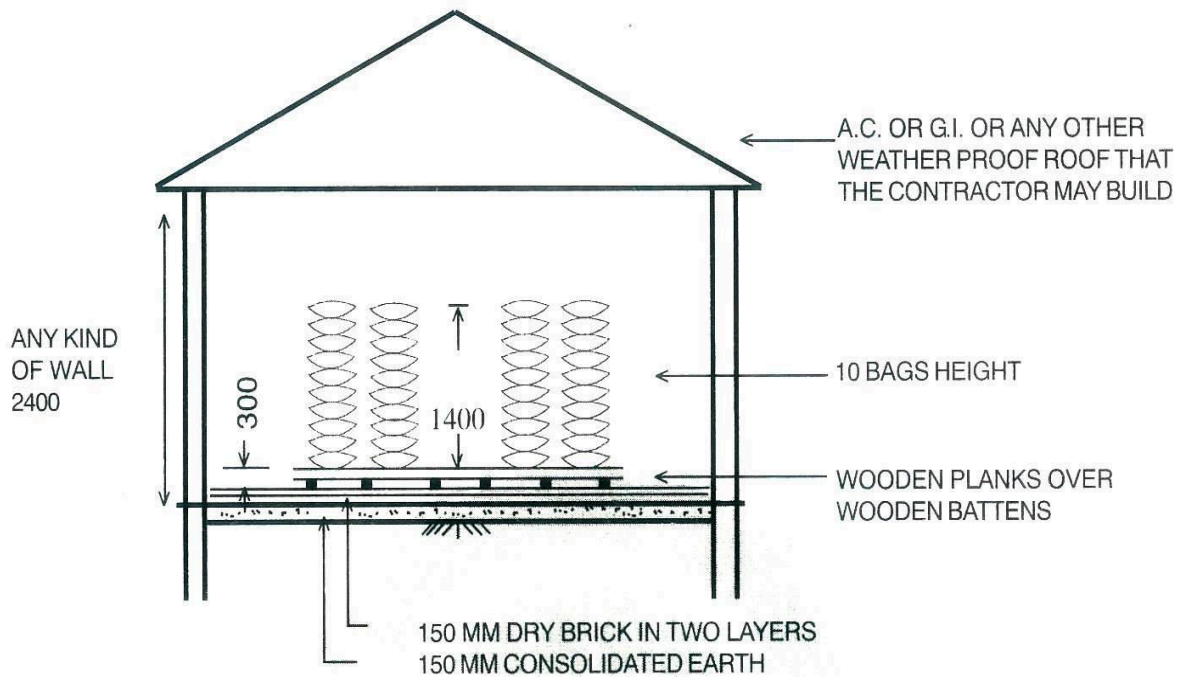 A.C. OR G.I. OR ANY OTHER
WEATHER PROOF ROOF THAT
THE CONTRACTOR MAY BUILD
ANY KIND
OF WALL
2400
300
1400
10 BAGS HEIGHT
WOODEN PLANKS OVER
WOODEN BATTENS
150 MM DRY BRICK IN TWO LAYERS
150 MM CONSOLIDATED EARTH